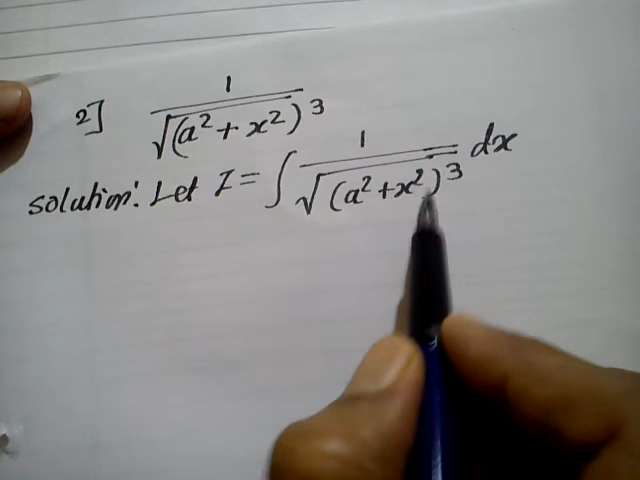 2] 1/√(a²+x²)³
solution: Let I = ∫ 1/√(a²+x²)³ dx